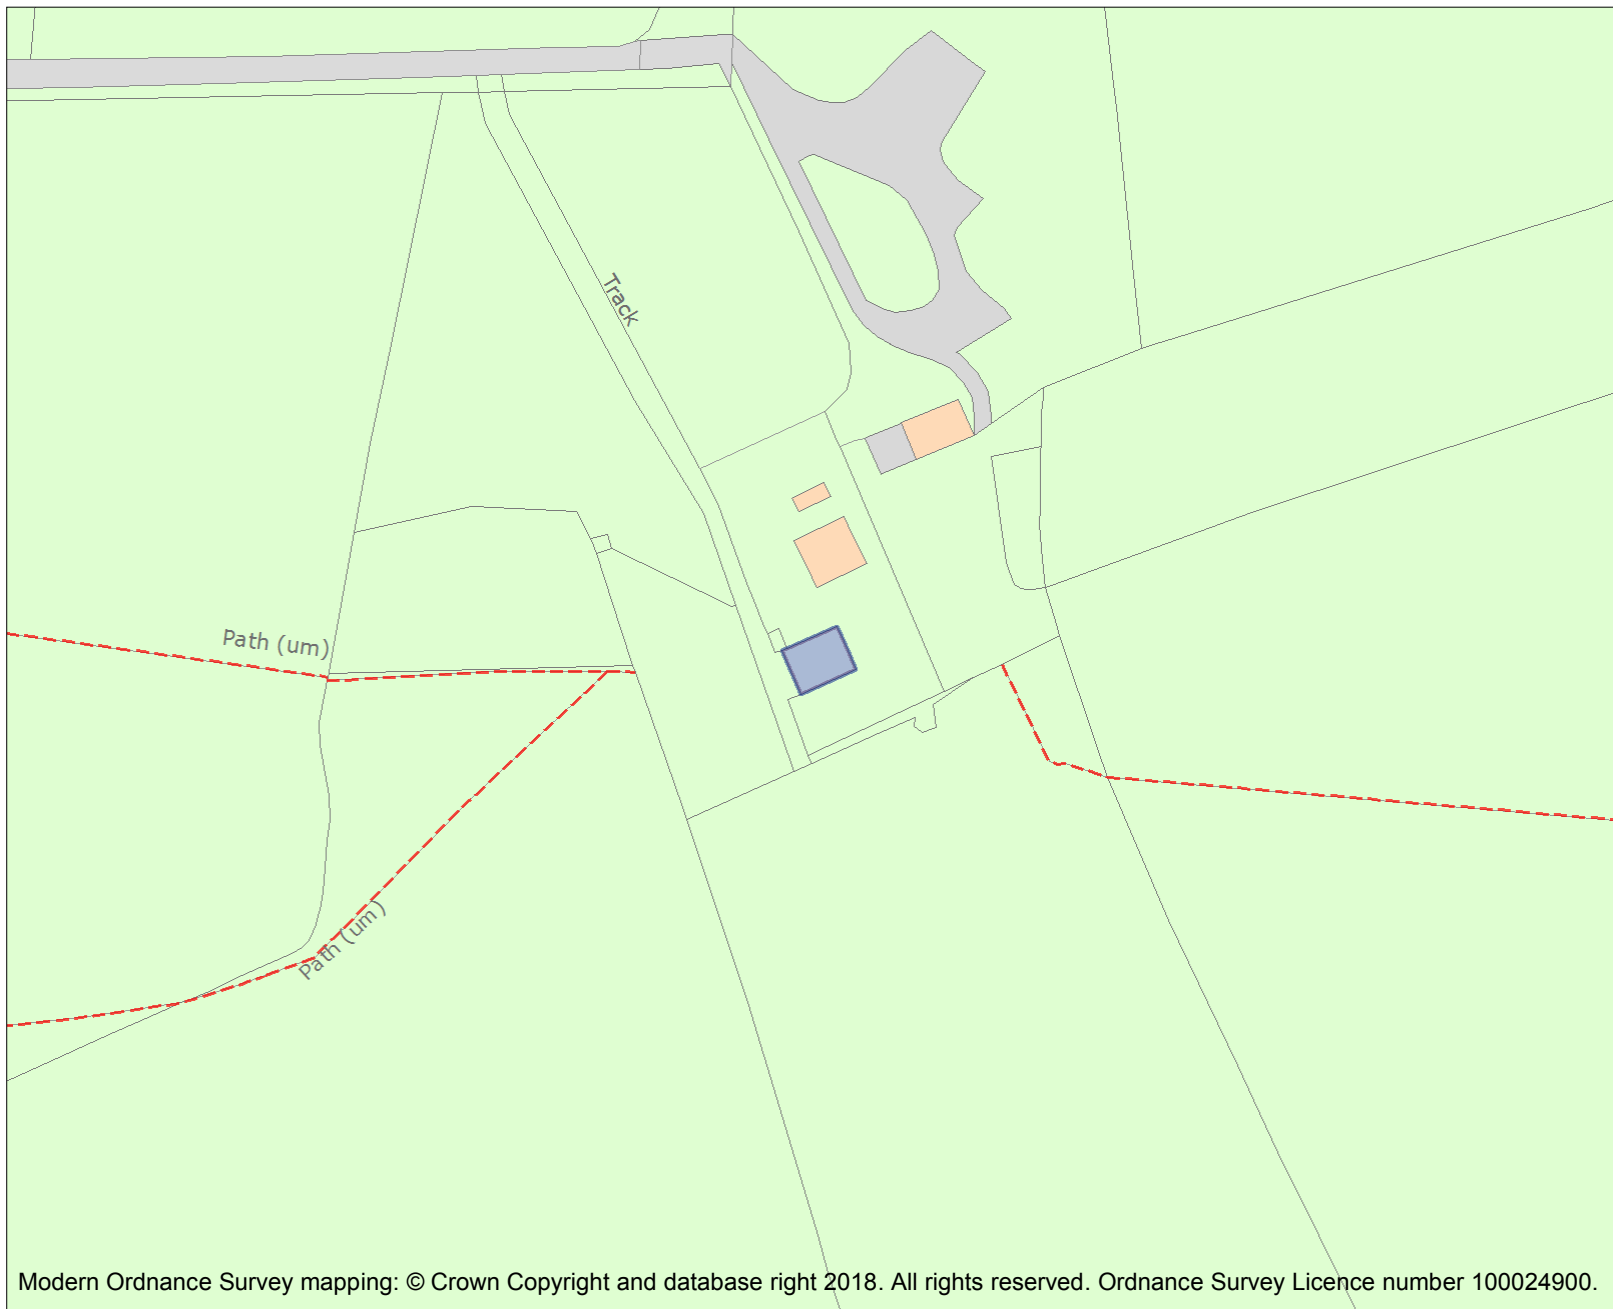 Track
Path (um)
Path (um)
Modern Ordnance Survey mapping: © Crown Copyright and database right 2018. All rights reserved. Ordnance Survey Licence number 100024900.